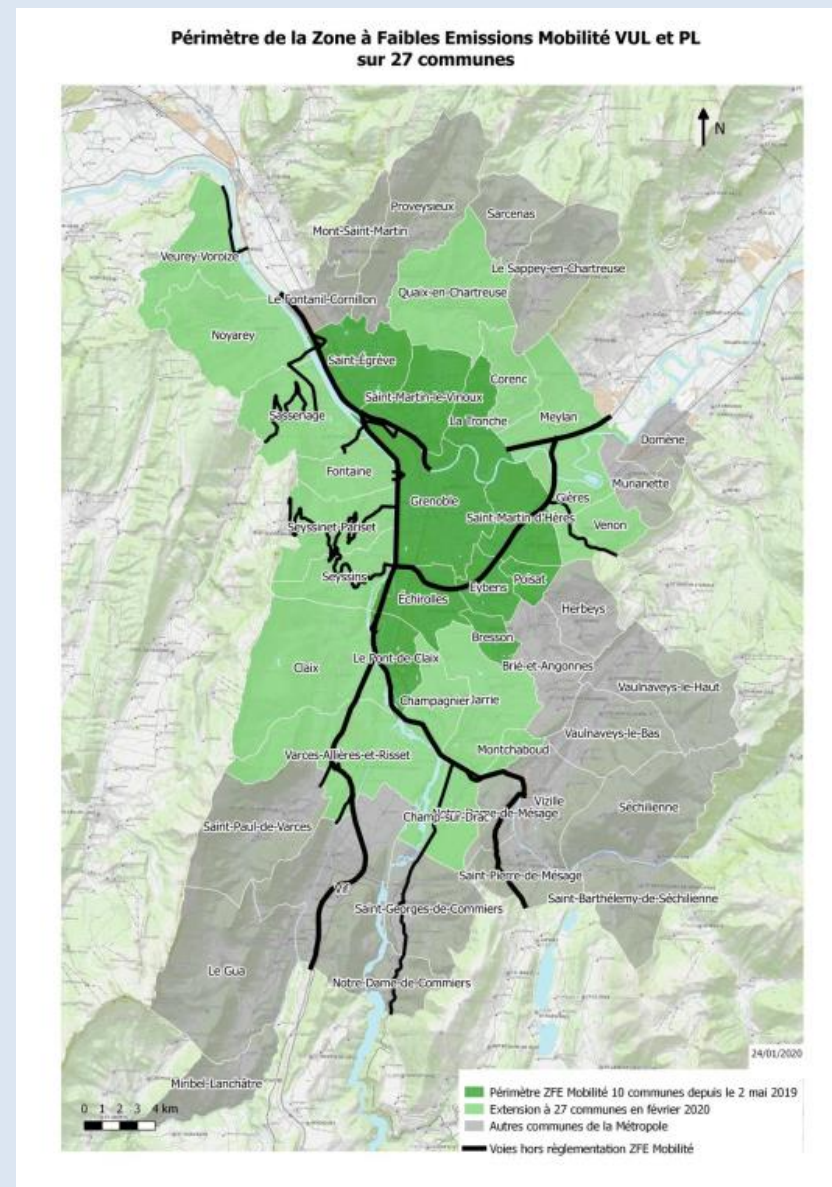 Périmètre de la Zone à Faibles Emissions Mobilité VUL et PL
sur 27 communes
N
Proveysieux
Sarcenas
Mont-Saint-Martin
Veurey-Voroize
Le Sappey-en-Chartreuse
Quaix-en-Chartreuse
Le Fontanil-Cornillon
Noyarey
Saint-Égrève
Corenc
Saint-Martin-le-Vinoux
Sassenage
La Tronche
Meylan
Domène
Fontaine
Murianette
Grenoble
Gières
Seyssinet-Pariset
Saint-Martin-d'Hères
Venon
Seyssins
Poisat
Eybens
Échirolles
Herbeys
Bresson
Le Pont-de-Claix
Claix
Brié-et-Angonnes
Vaulnaveys-le-Haut
Champagnier
Jarrie
Vaulnaveys-le-Bas
Varces-Allières-et-Risset
Montchaboud
Vizille
Séchilienne
Notre-Dame-de-Mésage
Champ-sur-Drac
Saint-Paul-de-Varces
Saint-Pierre-de-Mésage
Vif
Saint-Barthélemy-de-Séchilienne
Saint-Georges-de-Commiers
Le Gua
Notre-Dame-de-Commiers
24/01/2020
Miribel-Lanchâtre
0 1 2 3 4 km
Périmètre ZFE Mobilité 10 communes depuis le 2 mai 2019
Extension à 27 communes en février 2020
Autres communes de la Métropole
Voies hors règlementation ZFE Mobilité